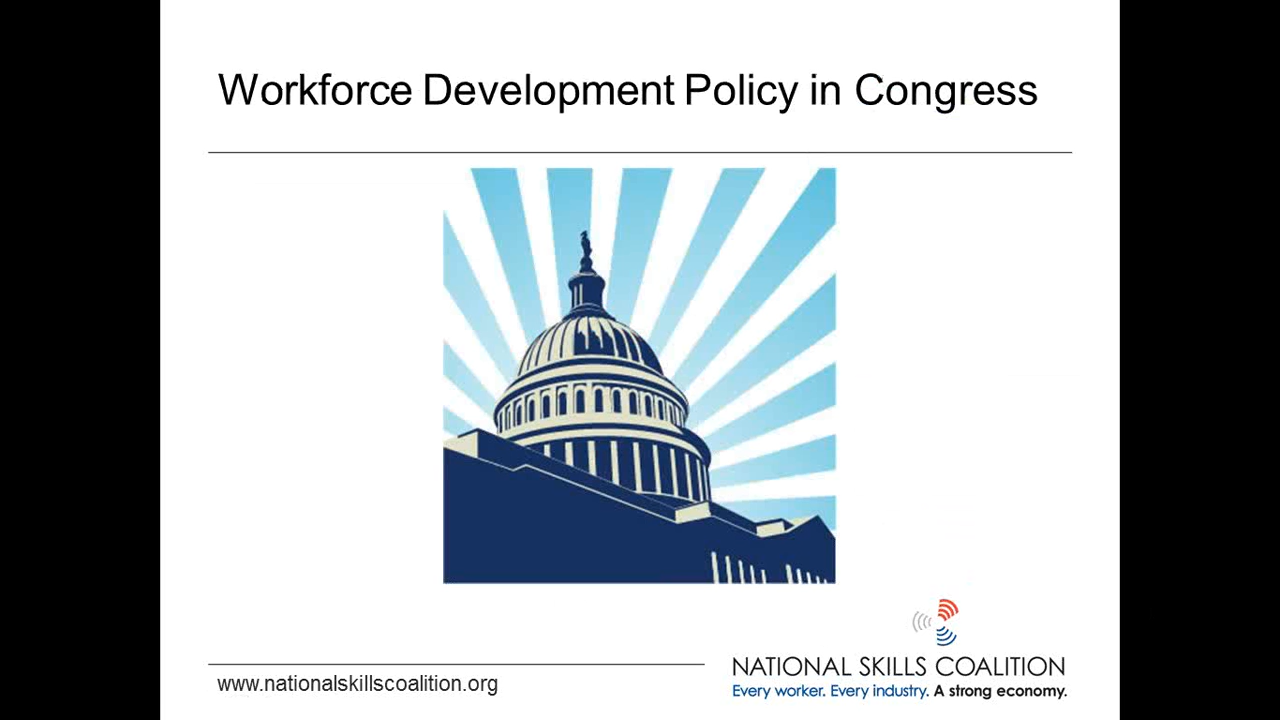 Workforce Development Policy in Congress
www.nationalskillscoalition.org
NATIONAL SKILLS COALITION
Every worker. Every industry. A strong economy.